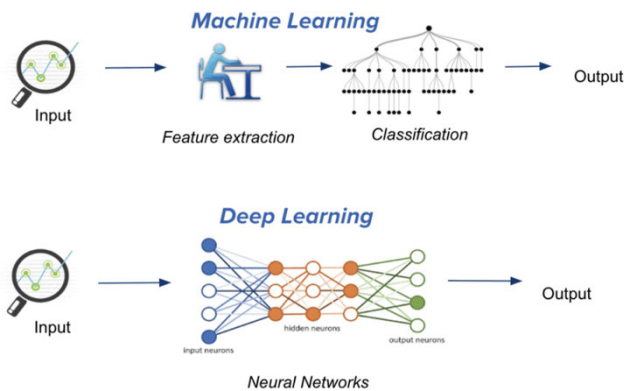 Machine Learning
Input
Feature extraction
Classification
Output
Deep Learning
Input
input neurons
hidden neurons
output neurons
Output
Neural Networks